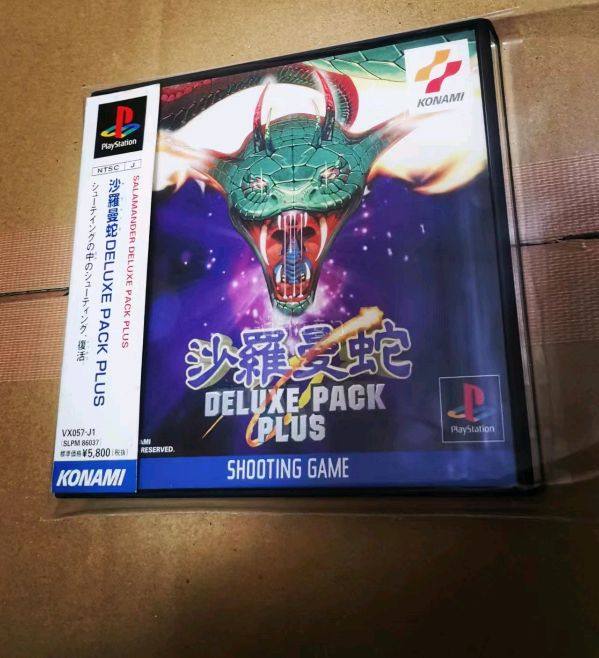 PlayStation
NTSC J
SALAMANDER DELUXE PACK PLUS
沙羅曼蛇DELUXE PACK PLUS
シューティングの中のシューティング、復活
VX057-J1
(SLPM 86037)
標準価格¥5,800(税抜)
KONAMI
KONAMI
沙羅曼蛇
DELUXE PACK
PLUS
PlayStation
RESERVED.
SHOOTING GAME